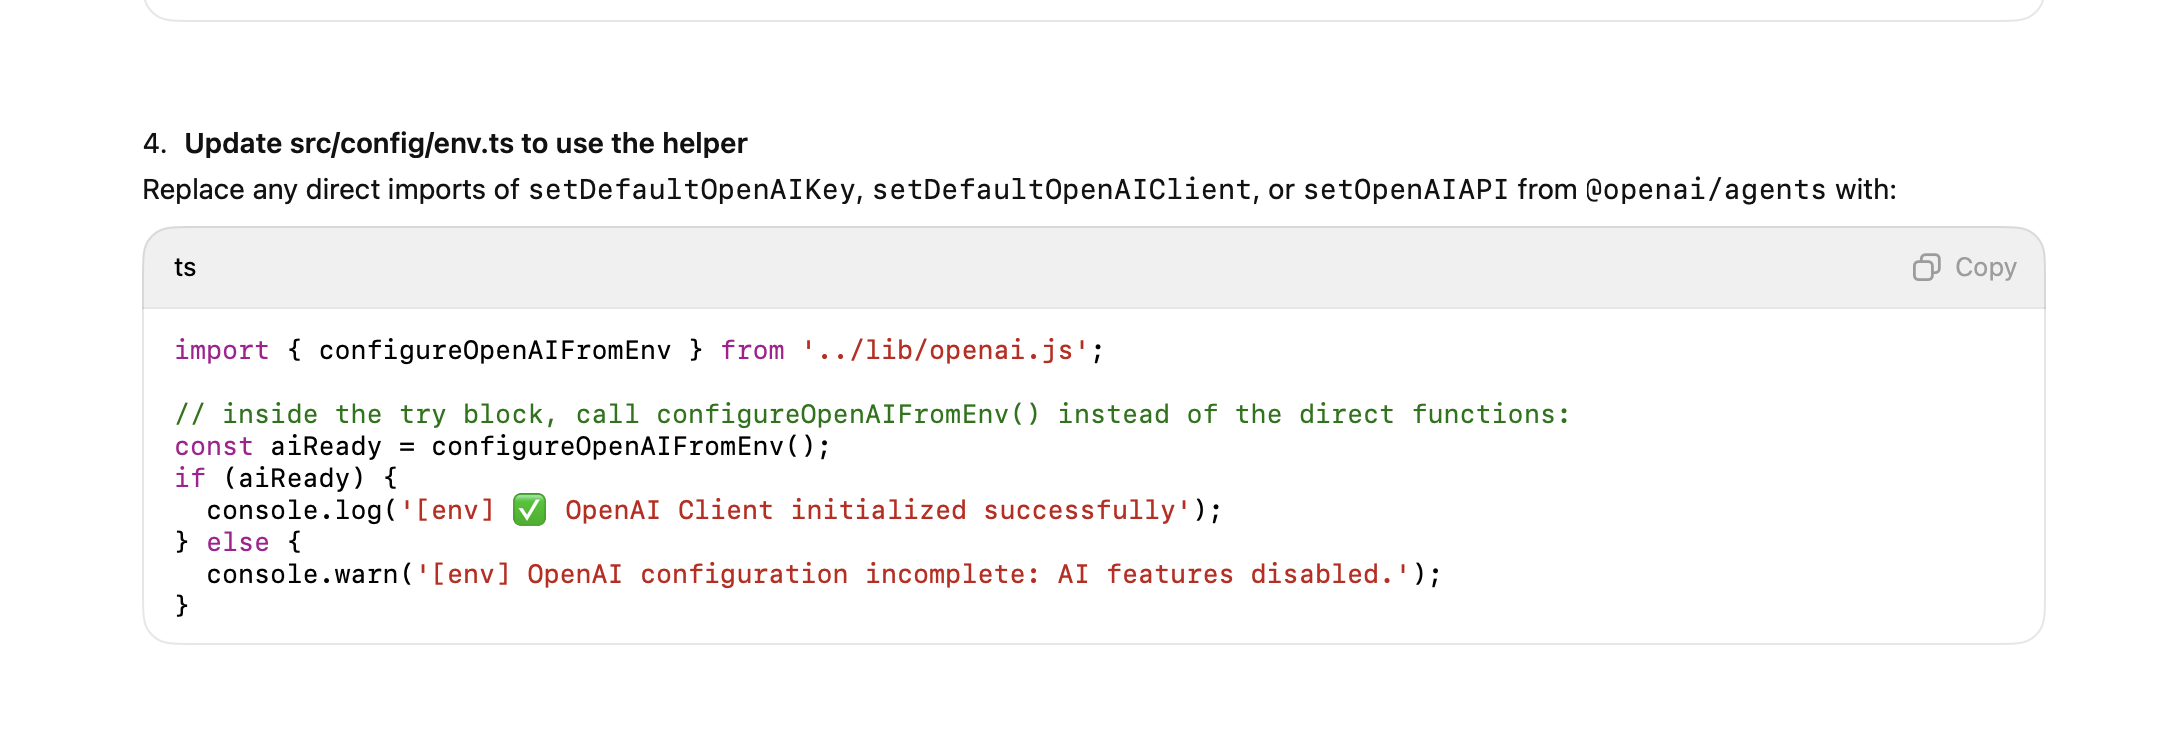 4. Update src/config/env.ts to use the helper
Replace any direct imports of setDefaultOpenAIKey, setDefaultOpenAIClient, or setOpenAIAPI from @openai/agents with:
ts
Copy
import { configureOpenAIFromEnv } from '../lib/openai.js';
// inside the try block, call configureOpenAIFromEnv() instead of the direct functions:
const aiReady = configureOpenAIFromEnv();
if (aiReady) {
  console.log('[env] ✅ OpenAI Client initialized successfully');
} else {
  console.warn('[env] OpenAI configuration incomplete: AI features disabled.');
}